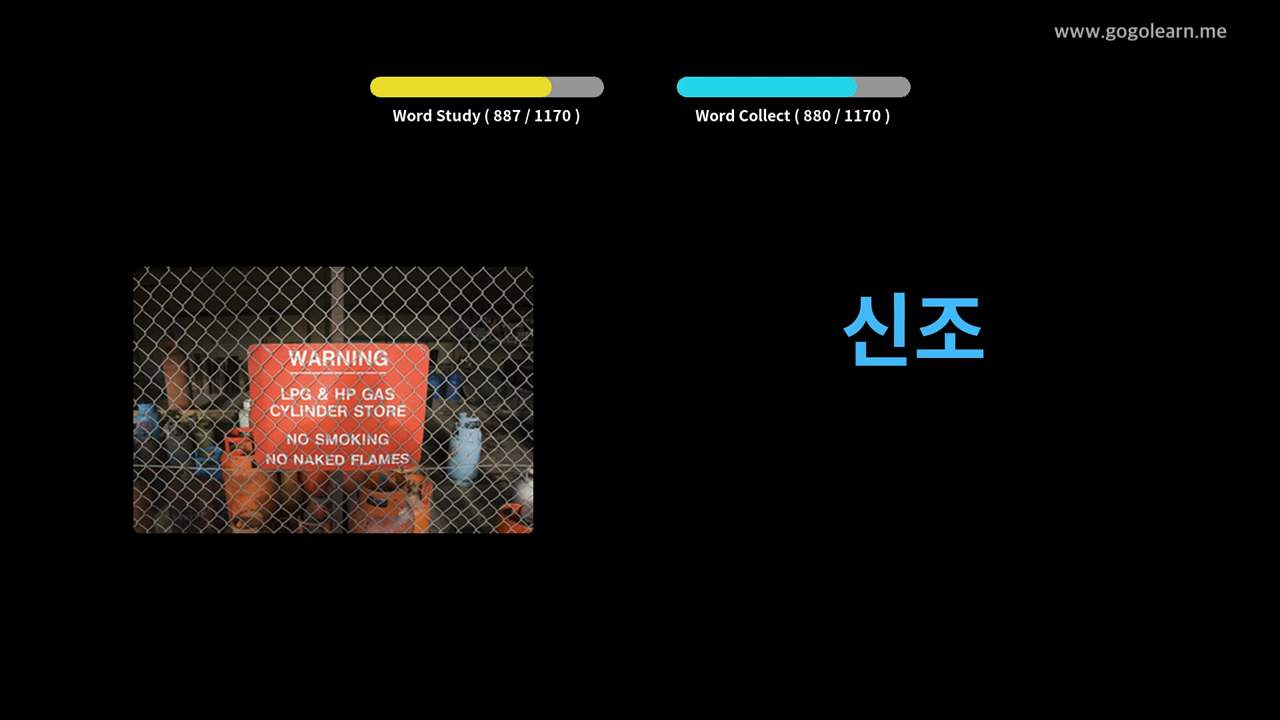 www.gogolearn.me
Word Study ( 887 / 1170 )
Word Collect ( 880 / 1170 )
WARNING
LPG & HP GAS
CYLINDER STORE
NO SMOKING
NO NAKED FLAMES
신조